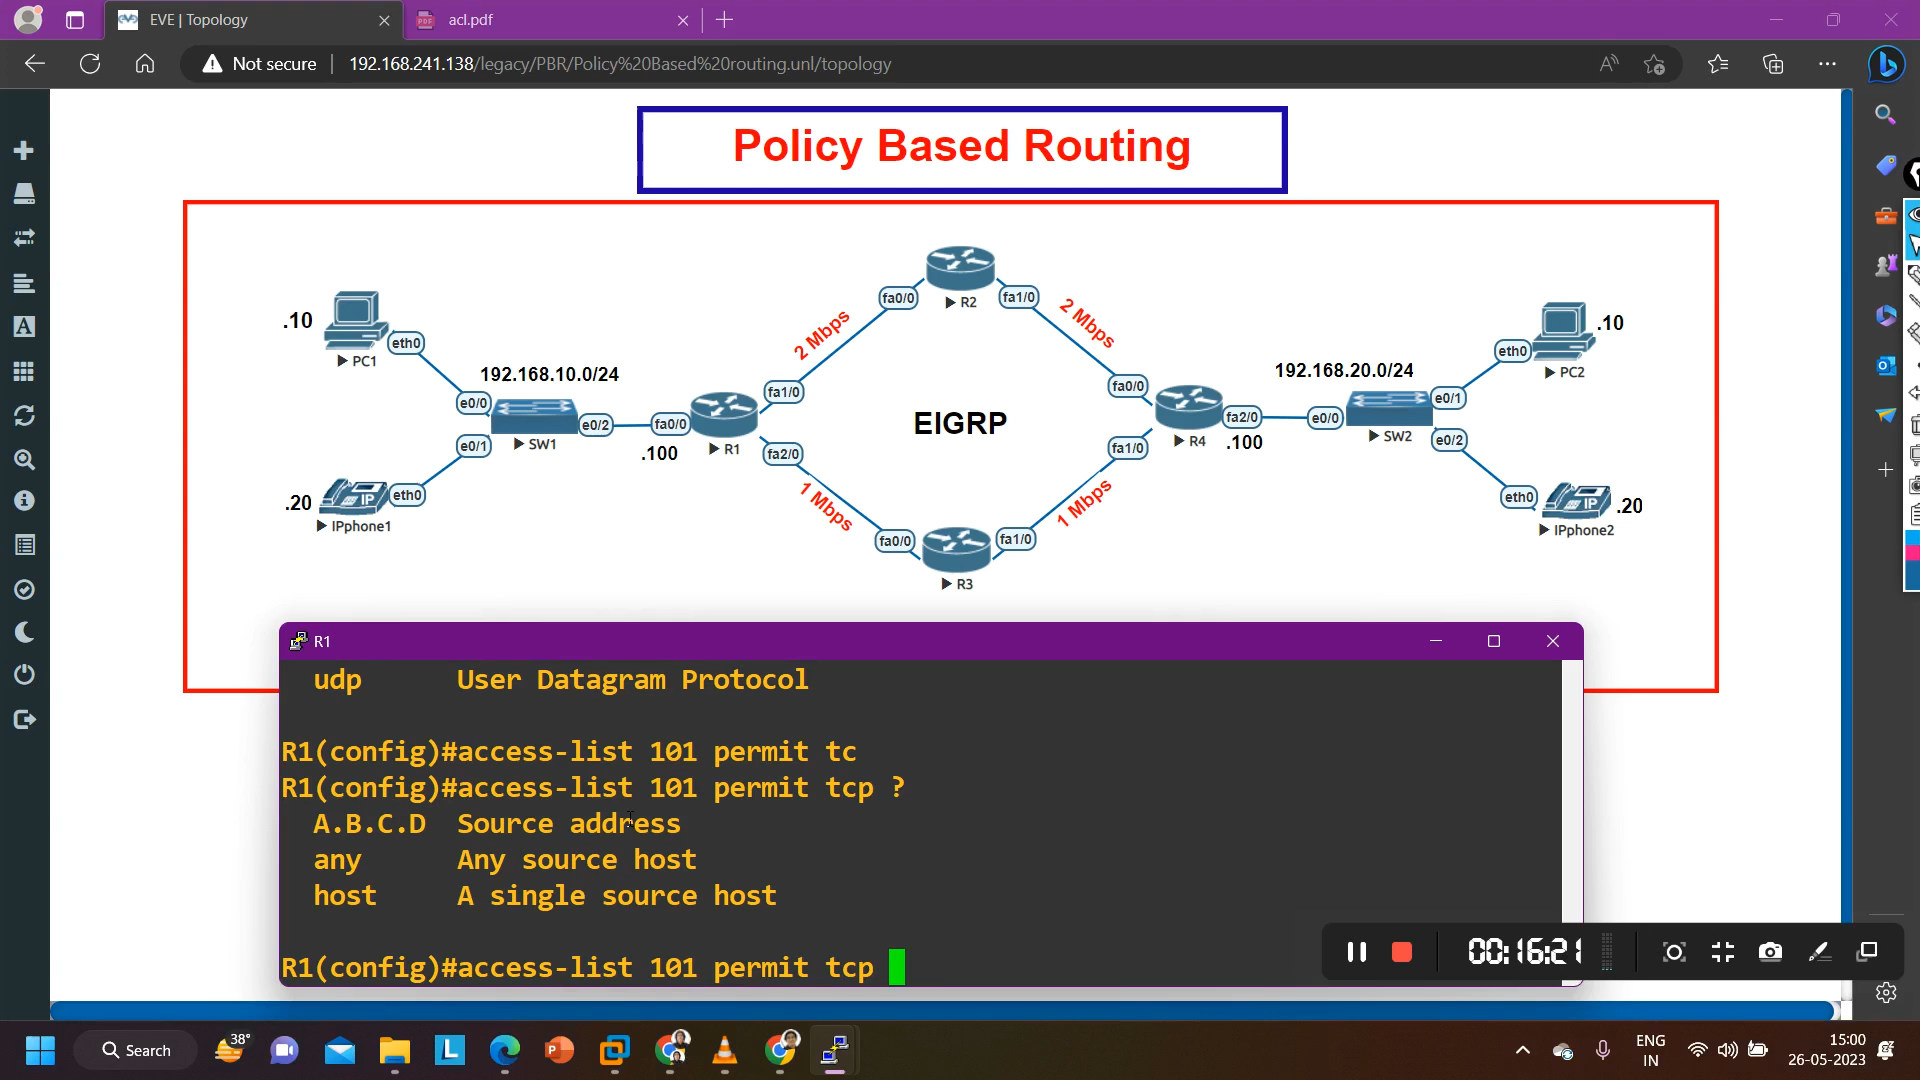 EVE | Topology
acl.pdf
Not secure
192.168.241.138/legacy/PBR/Policy%20Based%20routing.unl/topology
Policy Based Routing
R2
fa0/0
fa1/0
2 Mbps
2 Mbps
.10
eth0
PC1
.10
eth0
PC2
192.168.10.0/24
192.168.20.0/24
fa1/0
fa0/0
e0/0
e0/2
fa0/0
EIGRP
fa2/0
e0/0
e0/1
SW1
.100
R1
R4
.100
SW2
e0/1
fa2/0
fa1/0
e0/2
.20
IP
eth0
IPphone1
1 Mbps
1 Mbps
eth0
IP
.20
IPphone2
fa0/0
fa1/0
R3
R1
udp User Datagram Protocol
R1(config)#access-list 101 permit tc
R1(config)#access-list 101 permit tcp ?
A.B.C.D Source address
any Any source host
host A single source host
R1(config)#access-list 101 permit tcp
00:16:21
Search
38°
ENG
IN
15:00
26-05-2023